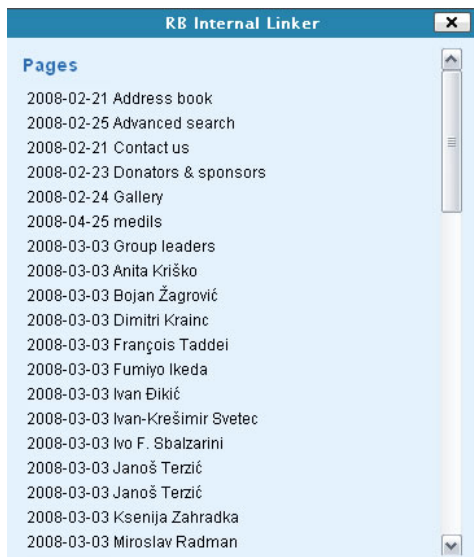 RB Internal Linker
Pages
2008-02-21 Address book
2008-02-25 Advanced search
2008-02-21 Contact us
2008-02-23 Donators & sponsors
2008-02-24 Gallery
2008-04-25 medils
2008-03-03 Group leaders
2008-03-03 Anita Kriško
2008-03-03 Bojan Žagrović
2008-03-03 Dimitri Krainc
2008-03-03 François Taddei
2008-03-03 Fumiyo Ikeda
2008-03-03 Ivan Đikić
2008-03-03 Ivan-Krešimir Svetec
2008-03-03 Ivo F. Sbalzarini
2008-03-03 Janoš Terzić
2008-03-03 Janoš Terzić
2008-03-03 Ksenija Zahradka
2008-03-03 Miroslav Radman